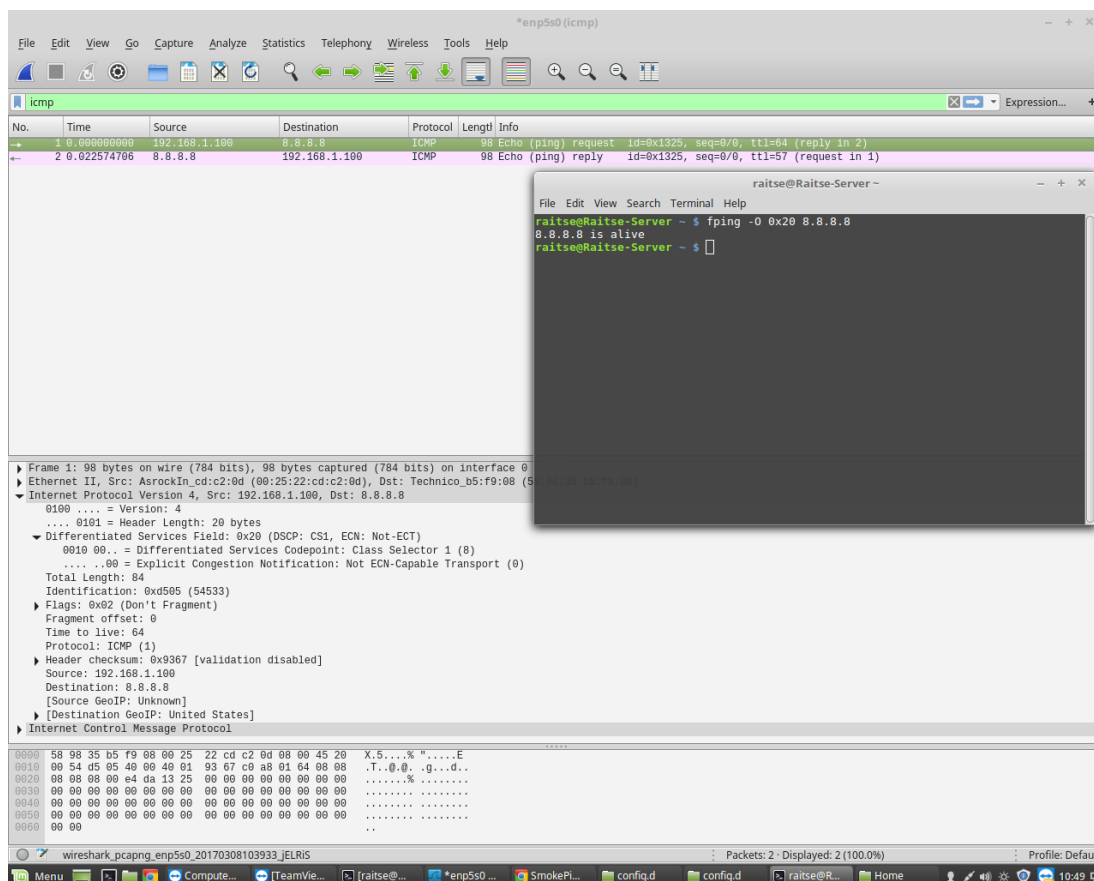 *enp5s0 (icmp)
File Edit View Go Capture Analyze Statistics Telephony Wireless Tools Help
icmp Expression... +
No. Time Source Destination Protocol Lengtl Info
1 0.000000000 192.168.1.100 8.8.8.8 ICMP 98 Echo (ping) request id=0x1325, seq=0/0, ttl=64 (reply in 2)
2 0.022574706 8.8.8.8 192.168.1.100 ICMP 98 Echo (ping) reply id=0x1325, seq=0/0, ttl=57 (request in 1)
raitse@Raitse-Server ~
File Edit View Search Terminal Help
raitse@Raitse-Server ~ $ fping -O 0x20 8.8.8.8
8.8.8.8 is alive
raitse@Raitse-Server ~ $
Frame 1: 98 bytes on wire (784 bits), 98 bytes captured (784 bits) on interface 0
Ethernet II, Src: AsrockIn_cd:c2:0d (00:25:22:cd:c2:0d), Dst: Technico_b5:f9:08 (5
Internet Protocol Version 4, Src: 192.168.1.100, Dst: 8.8.8.8
0100 .... = Version: 4
.... 0101 = Header Length: 20 bytes
Differentiated Services Field: 0x20 (DSCP: CS1, ECN: Not-ECT)
0010 00.. = Differentiated Services Codepoint: Class Selector 1 (8)
.... ..00 = Explicit Congestion Notification: Not ECN-Capable Transport (0)
Total Length: 84
Identification: 0xd505 (54533)
Flags: 0x02 (Don't Fragment)
Fragment offset: 0
Time to live: 64
Protocol: ICMP (1)
Header checksum: 0x9367 [validation disabled]
Source: 192.168.1.100
Destination: 8.8.8.8
[Source GeoIP: Unknown]
[Destination GeoIP: United States]
Internet Control Message Protocol
0000 58 98 35 b5 f9 08 00 25 22 cd c2 0d 08 00 45 20 X.5....% ".....E
0010 00 54 d5 05 40 00 40 01 93 67 c0 a8 01 64 08 08 .T..@.@. .g...d..
0020 08 08 08 00 e4 da 13 25 00 00 00 00 00 00 00 00 .......% ........
0030 00 00 00 00 00 00 00 00 00 00 00 00 00 00 00 00 ........ ........
0040 00 00 00 00 00 00 00 00 00 00 00 00 00 00 00 00 ........ ........
0050 00 00 00 00 00 00 00 00 00 00 00 00 00 00 00 00 ........ ........
0060 00 00 ..
wireshark_pcapng_enp5s0_20170308103933_jELRiS Packets: 2 · Displayed: 2 (100.0%) Profile: Defau
Menu Compute... [TeamVie... [raitse@... *enp5s0 ... SmokePi... config.d config.d raitse@R... Home 10:49